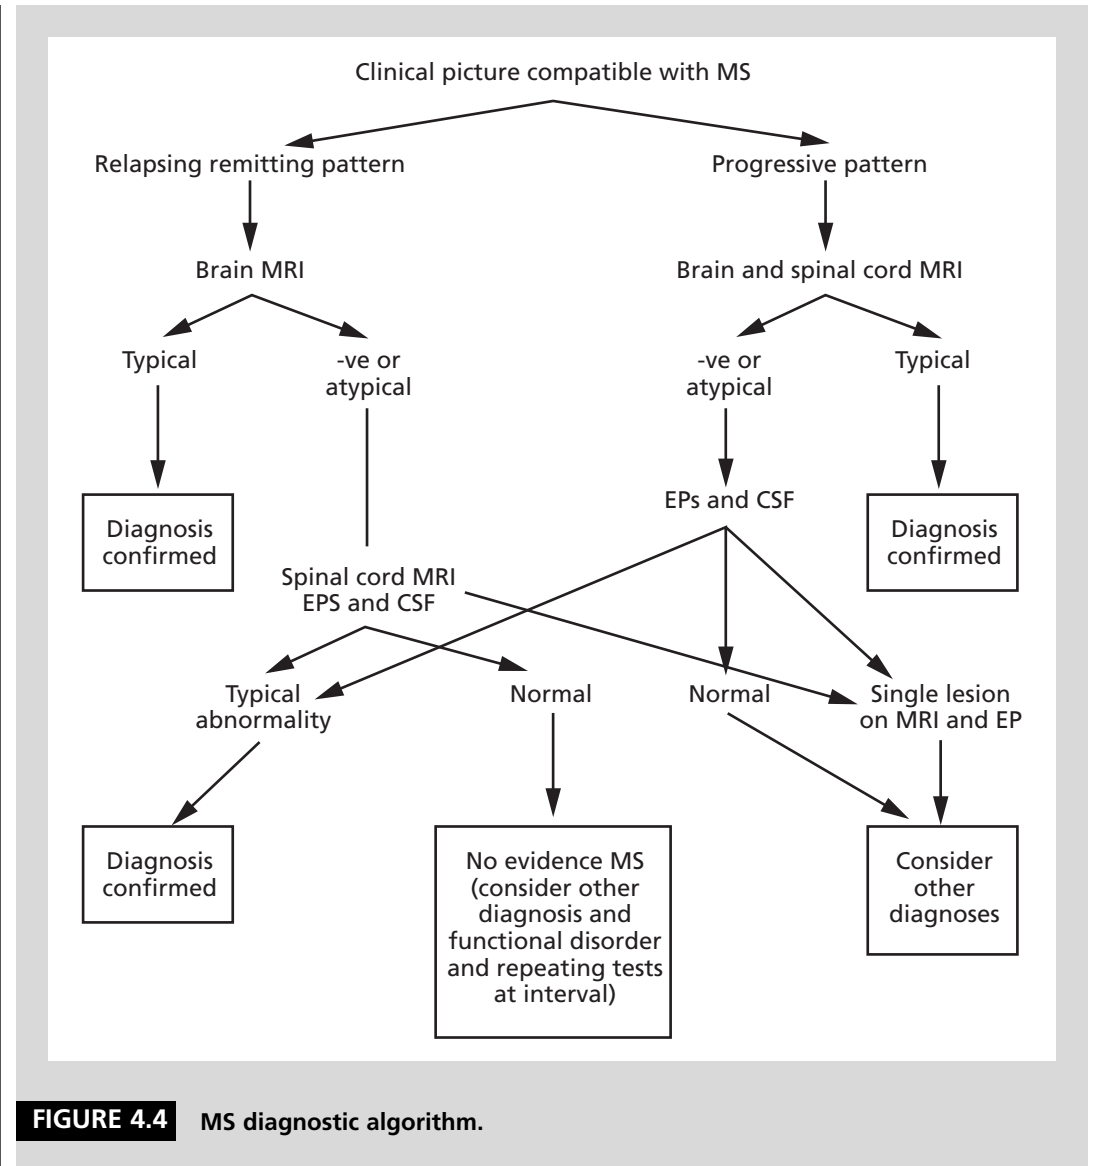 Clinical picture compatible with MS
Relapsing remitting pattern
Progressive pattern
Brain MRI
Brain and spinal cord MRI
Typical
-ve or
atypical
-ve or
atypical
Typical
Diagnosis
confirmed
EPs and CSF
Diagnosis
confirmed
Spinal cord MRI
EPS and CSF
Typical
abnormality
Normal
Normal
Single lesion
on MRI and EP
Diagnosis
confirmed
No evidence MS
(consider other
diagnosis and
functional disorder
and repeating tests
at interval)
Consider
other
diagnoses
FIGURE 4.4 MS diagnostic algorithm.